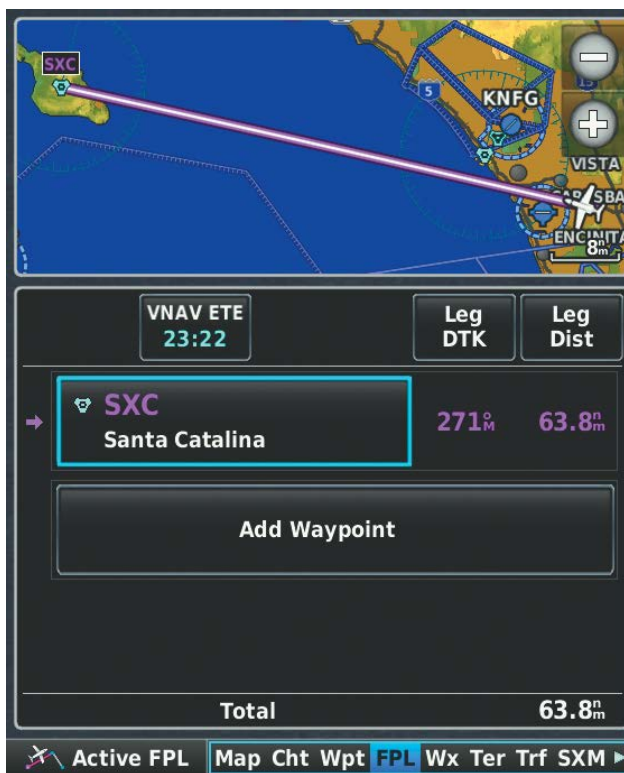 SXC
5
KNFG
VISTA
ENCINITA
8nm
VNAV ETE
23:22
Leg
DTK
Leg
Dist
SXC
Santa Catalina
271°M
63.8nm
Add Waypoint
Total
63.8nm
Active FPL
Map Cht Wpt FPL Wx Ter Trf SXM